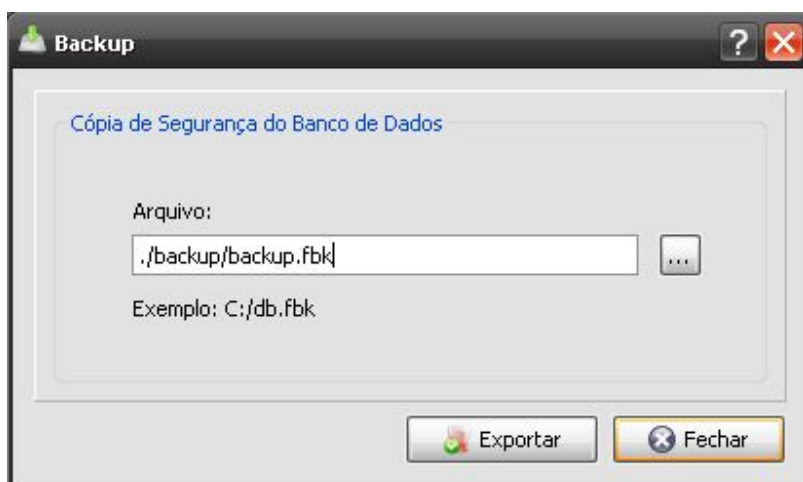 Backup
?
Cópia de Segurança do Banco de Dados
Arquivo:
./backup/backup.fbk
...
Exemplo: C:/db.fbk
Exportar
Fechar